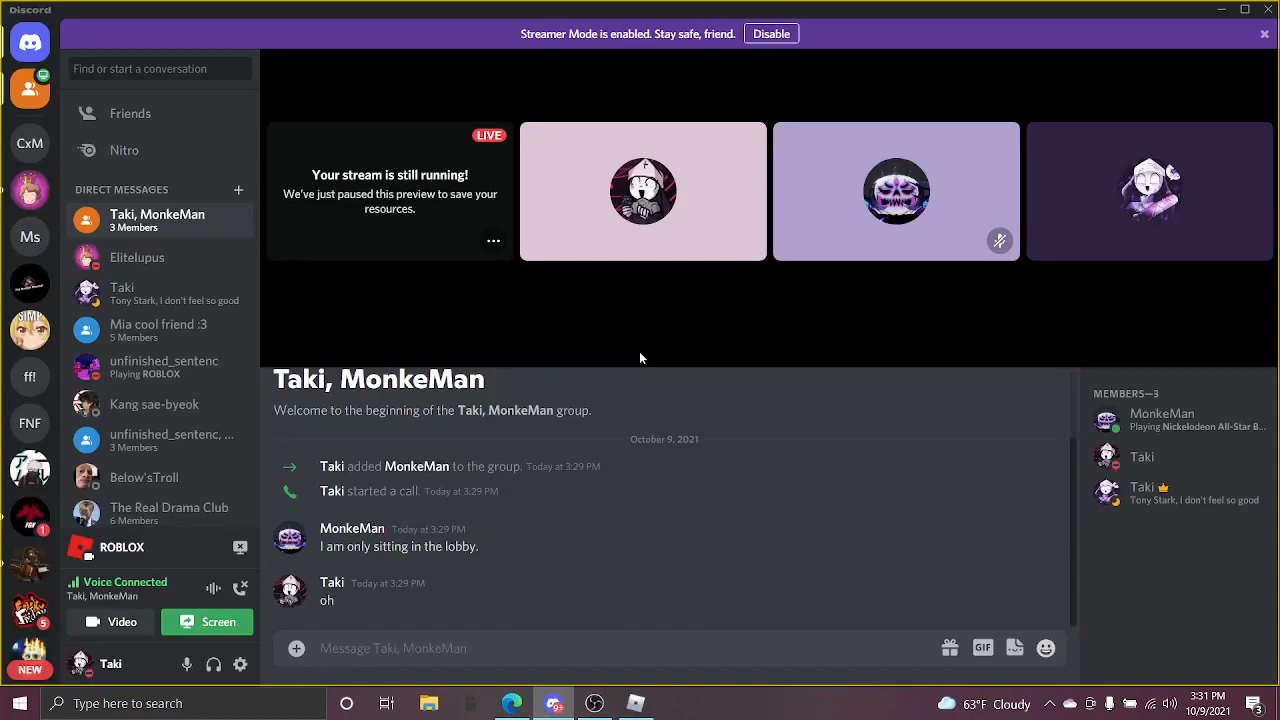 Discord
Streamer Mode is enabled. Stay safe, friend.
Disable
Find or start a conversation
Friends
Nitro
DIRECT MESSAGES
Taki, MonkeMan
3 Members
Elitelupus
Taki
Tony Stark, I don't feel so good
Mia cool friend :3
5 Members
unfinished_sentenc
Playing ROBLOX
Kang sae-byeok
unfinished_sentenc, ...
3 Members
Below'sTroll
The Real Drama Club
6 Members
ROBLOX
Voice Connected
Taki, MonkeMan
Video
Screen
Taki
CxM
Ms
SIMP
ff!
FNF
1
5
NEW
LIVE
Your stream is still running!
We've just paused this preview to save your
resources.
Taki, MonkeMan
Welcome to the beginning of the Taki, MonkeMan group.
October 9, 2021
Taki added MonkeMan to the group. Today at 3:29 PM
Taki started a call. Today at 3:29 PM
MonkeMan Today at 3:29 PM
I am only sitting in the lobby.
Taki Today at 3:29 PM
oh
Message Taki, MonkeMan
GIF
MEMBERS—3
MonkeMan
Playing Nickelodeon All-Star B...
Taki
Taki
Tony Stark, I don't feel so good
Type here to search
9+
68°F Cloudy
3:31 PM
10/9/2021
3